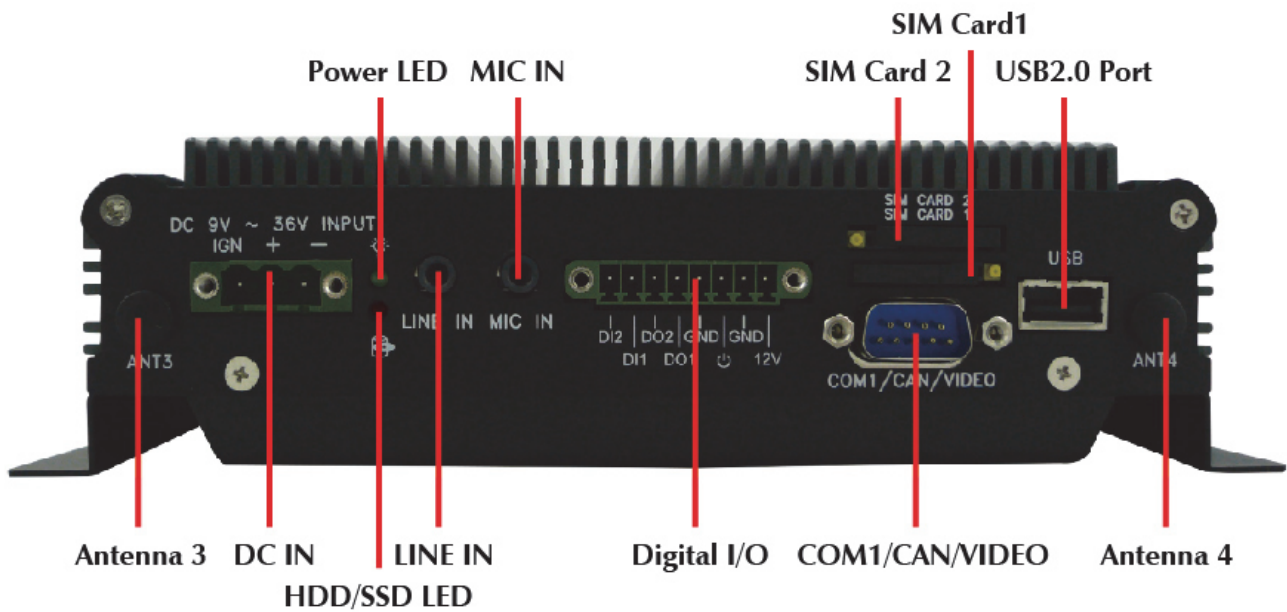 SIM Card1
Power LED MIC IN SIM Card 2 USB2.0 Port
SIM CARD 2
SIM CARD 1
DC 9V ~ 36V INPUT
IGN + −
USB
LINE IN MIC IN
DI2 DO2 GND GND
DI1 DO1 12V
ANT3
ANT4
COM1/CAN/VIDEO
Antenna 3 DC IN LINE IN Digital I/O COM1/CAN/VIDEO Antenna 4
HDD/SSD LED